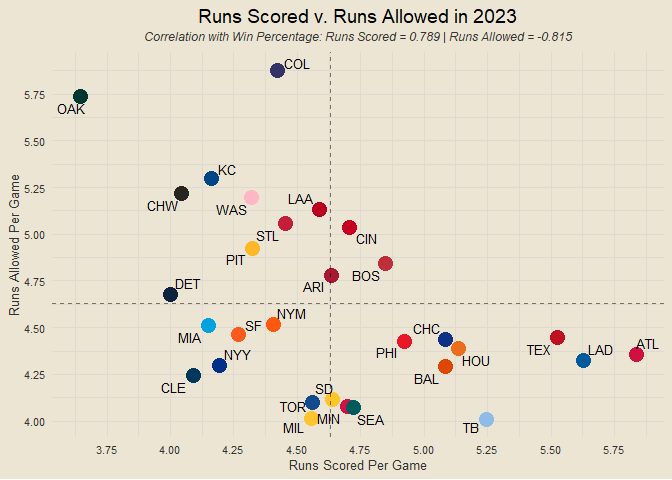 Runs Scored v. Runs Allowed in 2023
Correlation with Win Percentage: Runs Scored = 0.789 | Runs Allowed = -0.815
COL
5.75
OAK
5.50
KC
5.25
CHW
WAS
LAA
STL
CIN
5.00
PIT
BOS
4.75
ARI
DET
4.50
MIA
SF
NYM
CHC
PHI
HOU
TEX
LAD
ATL
NYY
4.25
CLE
BAL
SD
TOR
MIL
MIN
SEA
TB
4.00
3.75 4.00 4.25 4.50 4.75 5.00 5.25 5.50 5.75
Runs Scored Per Game
Runs Allowed Per Game